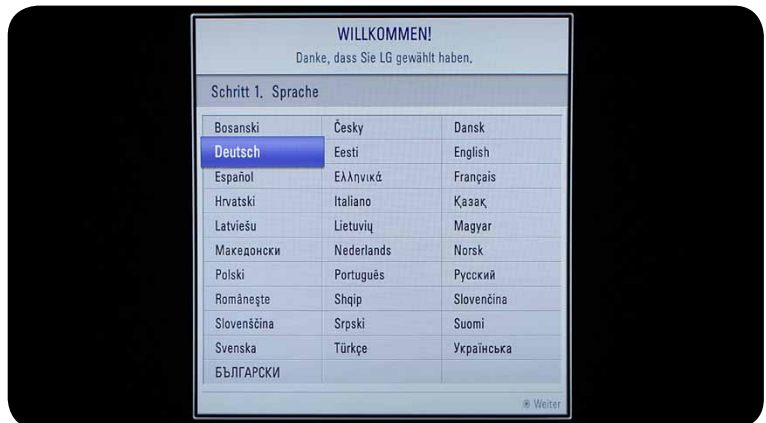 WILLKOMMEN!
Danke, dass Sie LG gewählt haben.
Schritt 1. Sprache
Bosanski Česky Dansk
Deutsch Eesti English
Español Ελληνικά Français
Hrvatski Italiano Қазақ
Latviešu Lietuvių Magyar
Македонски Nederlands Norsk
Polski Português Русский
Româneşte Shqip Slovenčina
Slovenščina Srpski Suomi
Svenska Türkçe Українська
БЪЛГАРСКИ
Weiter